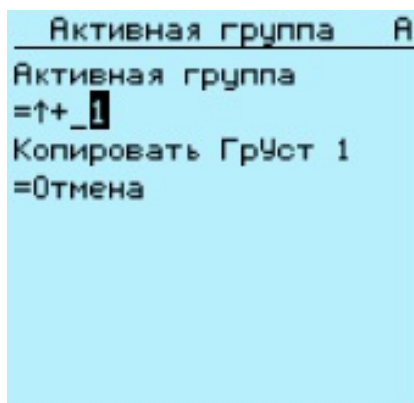 Активная группа А
Активная группа
=↑+_1
Копировать ГрУст 1
=Отмена